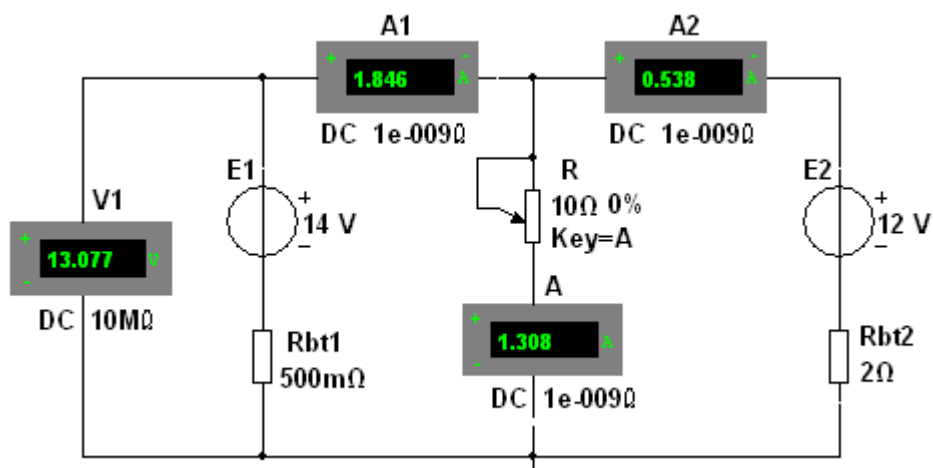 A1
A2
1.846 A
0.538 A
DC 1e-009Ω
DC 1e-009Ω
E1
R
E2
V1
14 V
10Ω 0%
12 V
Key=A
13.077 V
A
DC 10MΩ
1.308 A
Rbt1
500mΩ
Rbt2
2Ω
DC 1e-009Ω